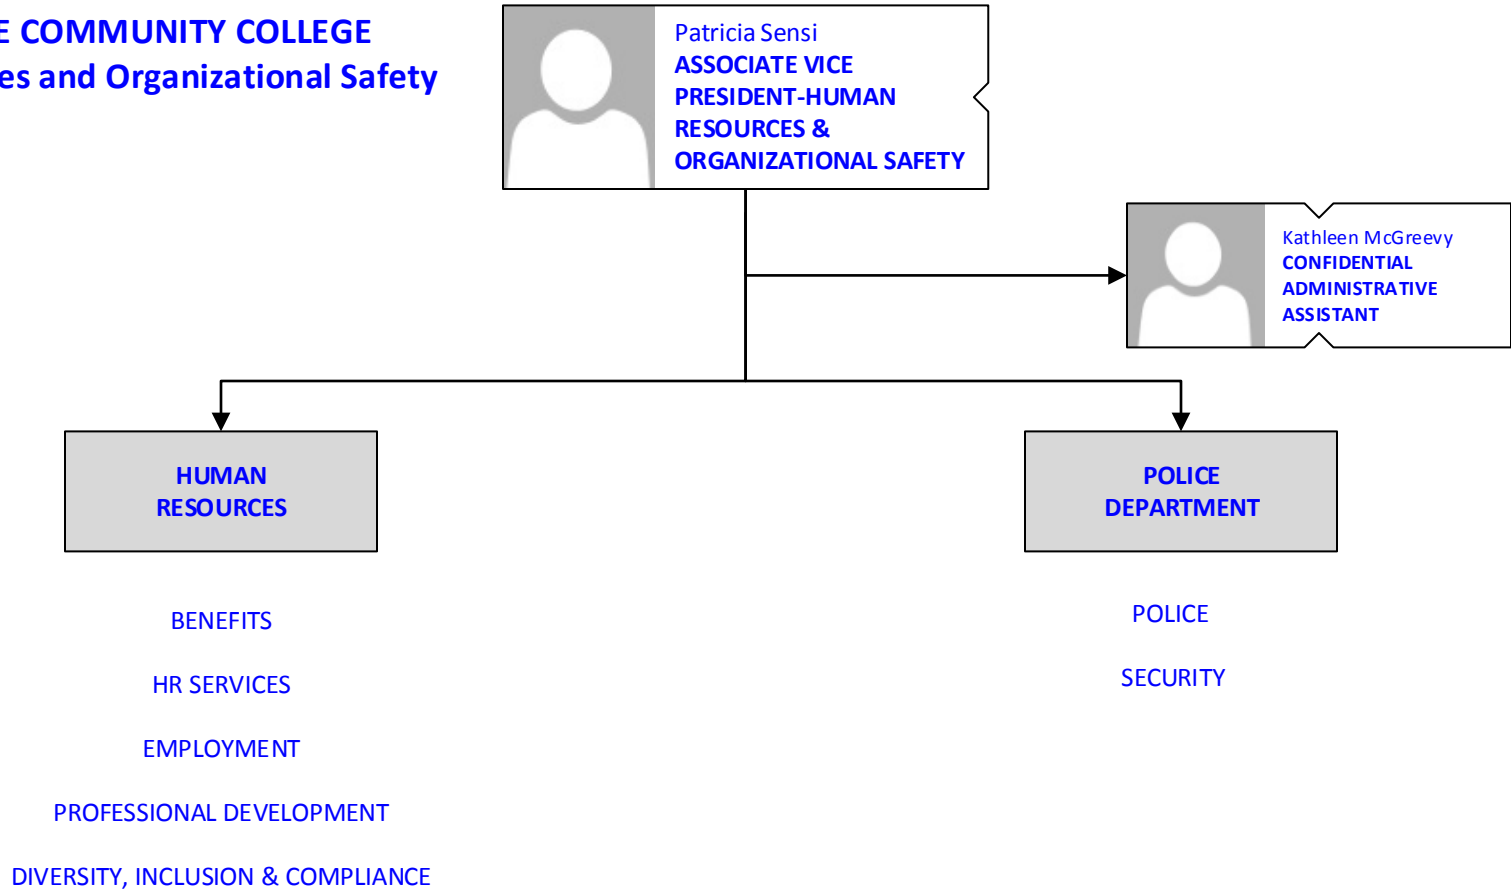 E COMMUNITY COLLEGE
es and Organizational Safety
Patricia Sensi
ASSOCIATE VICE
PRESIDENT-HUMAN
RESOURCES &
ORGANIZATIONAL SAFETY
Kathleen McGreevy
CONFIDENTIAL
ADMINISTRATIVE
ASSISTANT
HUMAN
RESOURCES
POLICE
DEPARTMENT
BENEFITS
HR SERVICES
EMPLOYMENT
PROFESSIONAL DEVELOPMENT
DIVERSITY, INCLUSION & COMPLIANCE
POLICE
SECURITY